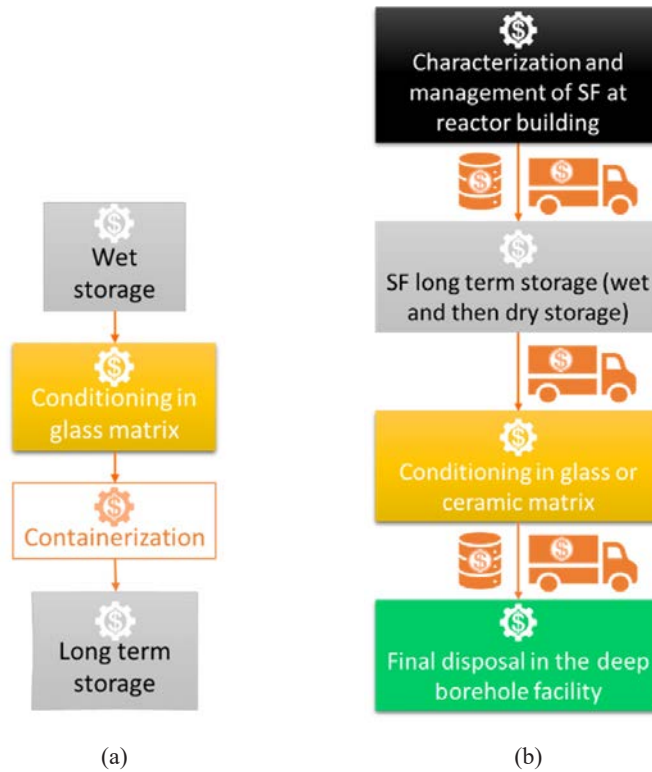 Wet
storage
Conditioning in
glass matrix
Containerization
Long term
storage
(a)
Characterization and
management of SF at
reactor building
SF long term storage (wet
and then dry storage)
Conditioning in glass or
ceramic matrix
Final disposal in the deep
borehole facility
(b)